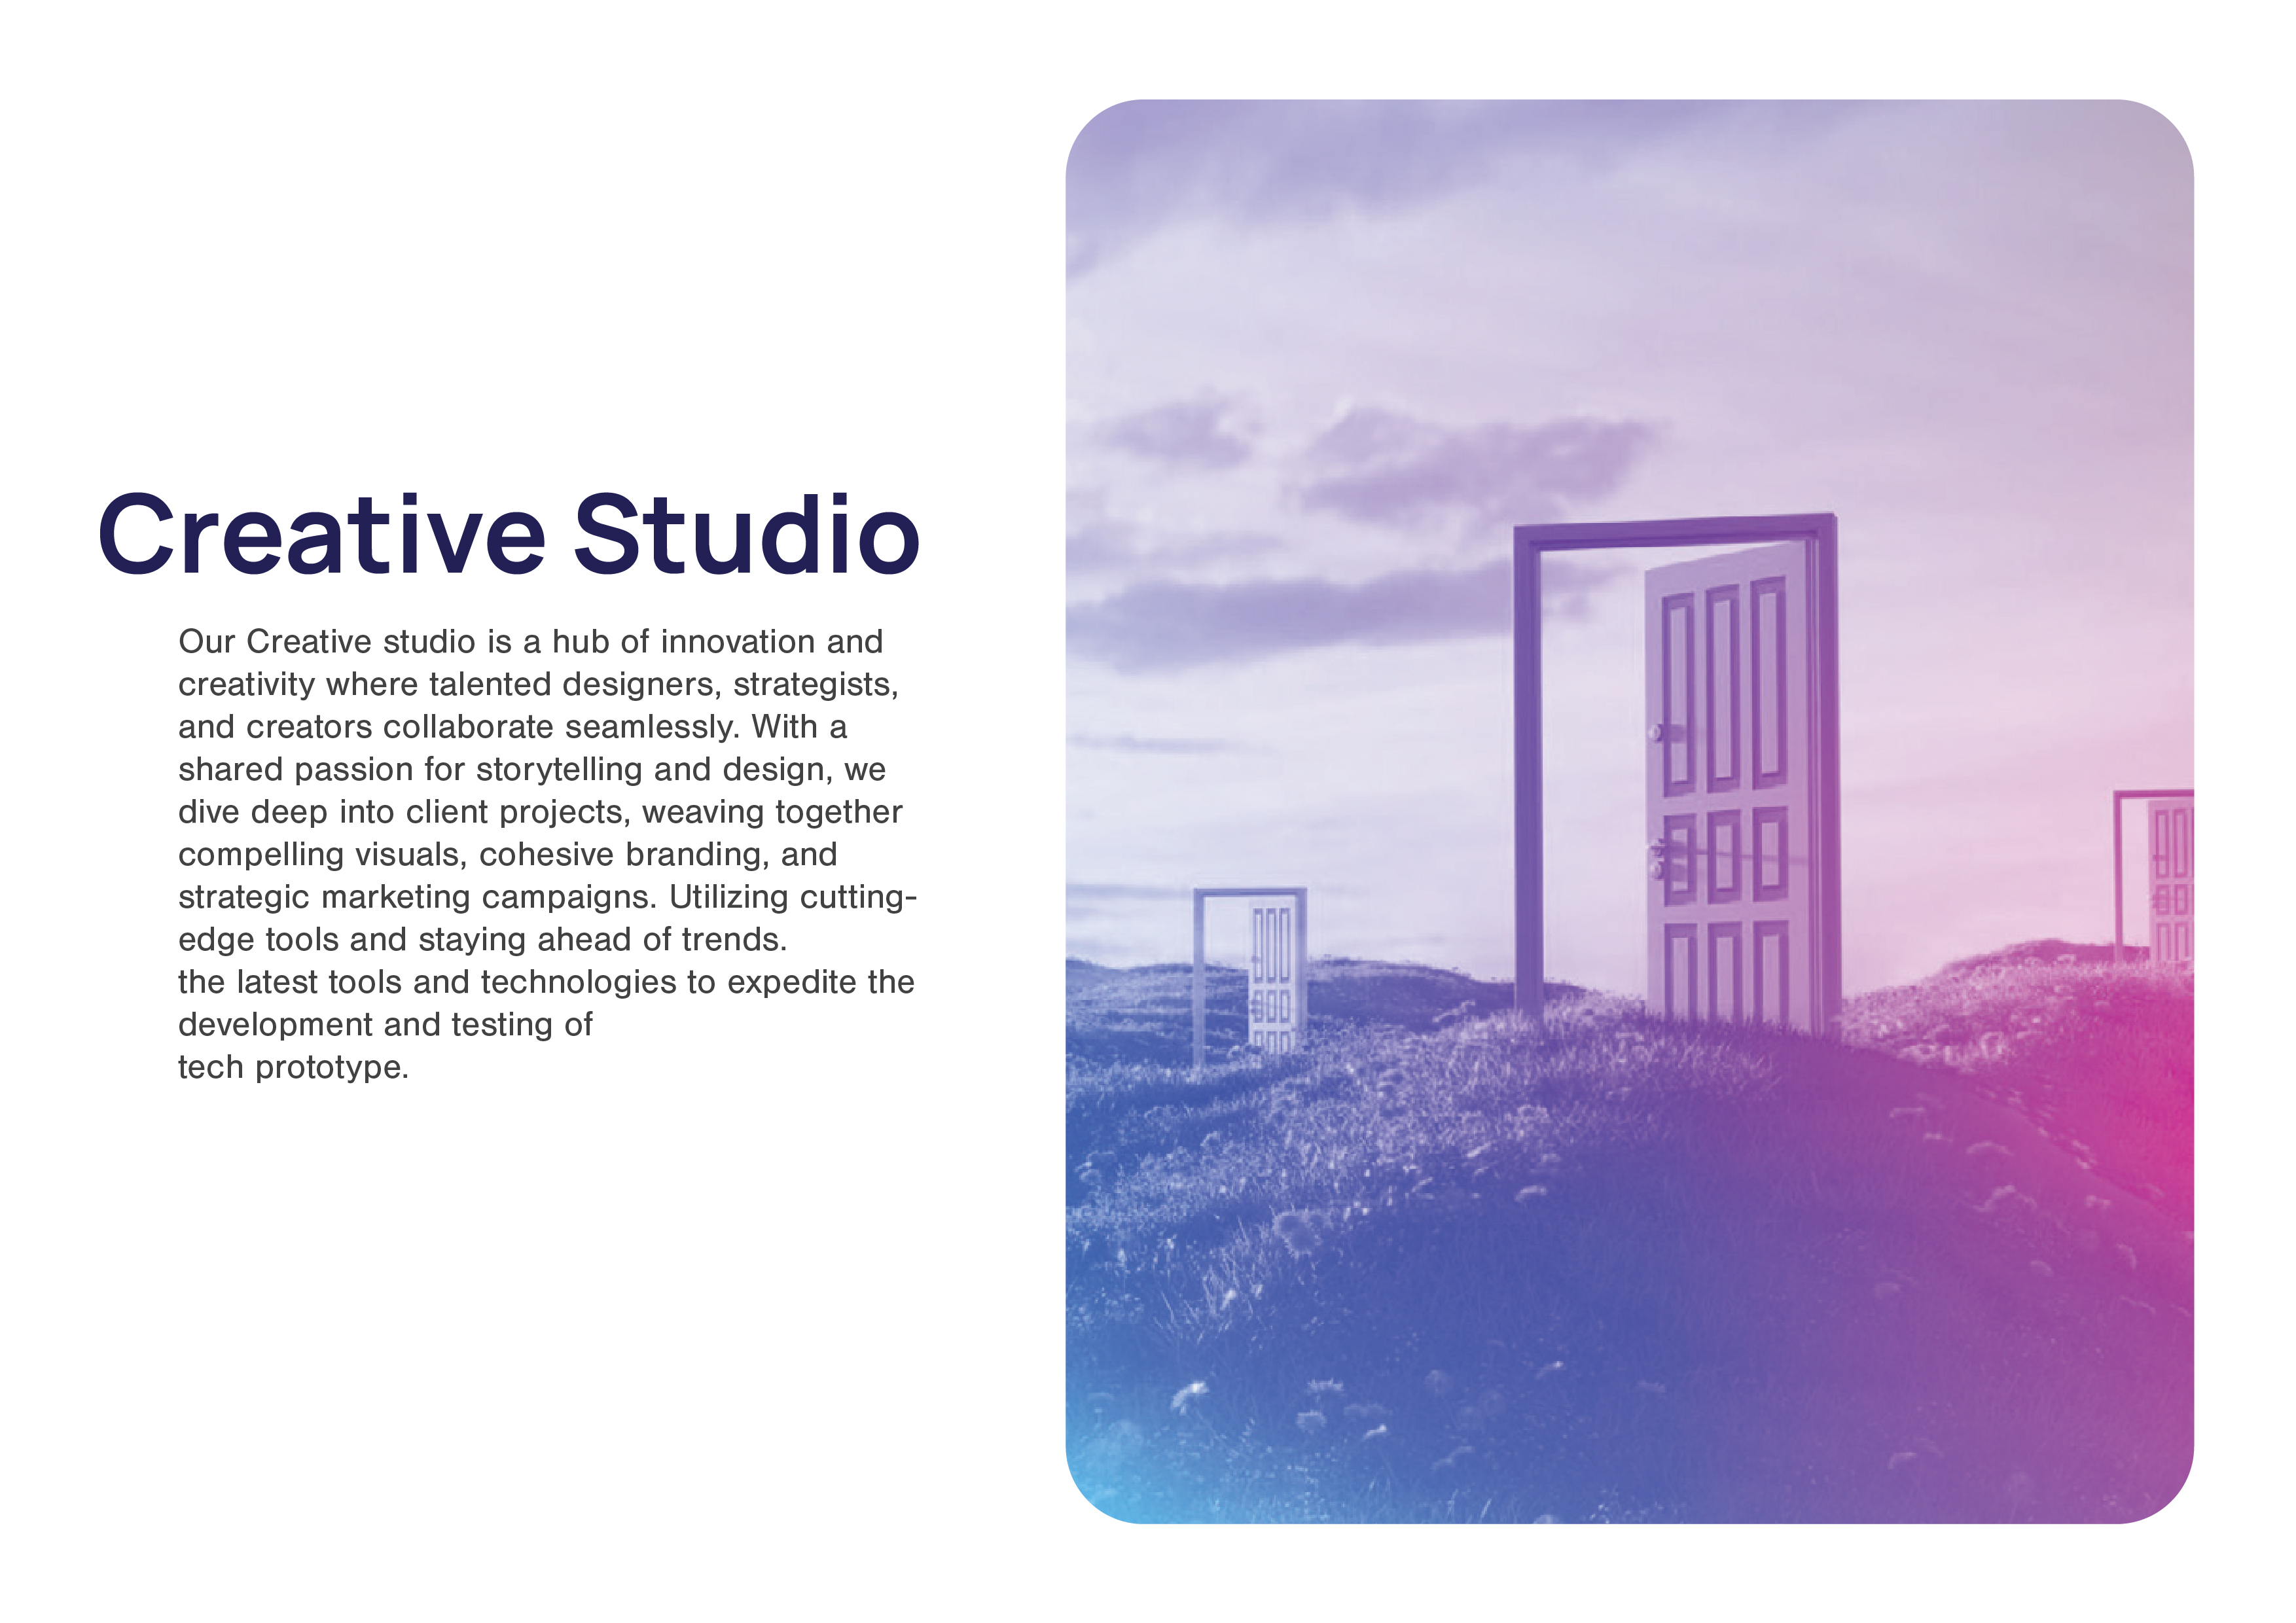 Creative Studio
Our Creative studio is a hub of innovation and
creativity where talented designers, strategists,
and creators collaborate seamlessly. With a
shared passion for storytelling and design, we
dive deep into client projects, weaving together
compelling visuals, cohesive branding, and
strategic marketing campaigns. Utilizing cutting-
edge tools and staying ahead of trends.
the latest tools and technologies to expedite the
development and testing of
tech prototype.